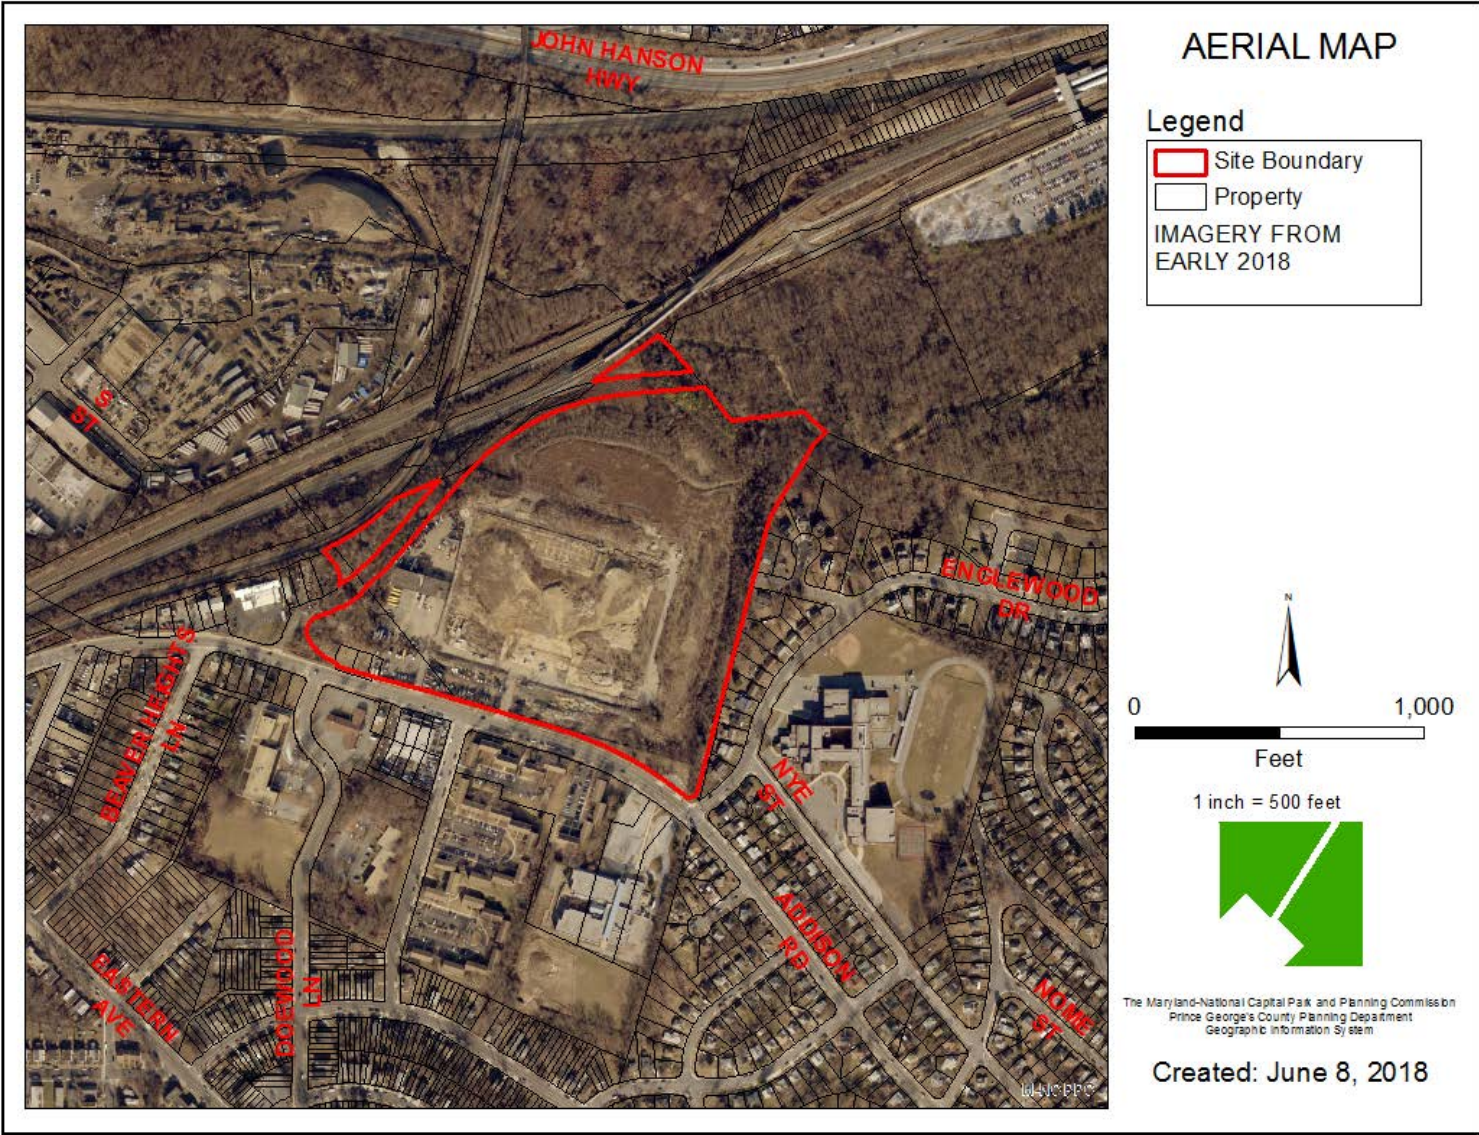 JOHN HANSON
HWY
S
ST
BEAVER HEIGHTS
LN
ENGLEWOOD
DR
NYE
ST
ADDISON
RD
DOEWOOD
LN
EASTERN
AVE
NOME
ST
M-NCPPC
AERIAL MAP
Legend
Site Boundary
Property
IMAGERY FROM
EARLY 2018
N
0 1,000
Feet
1 inch = 500 feet
The Maryland-National Capital Park and Planning Commission
Prince George's County Planning Department
Geographic Information System
Created: June 8, 2018